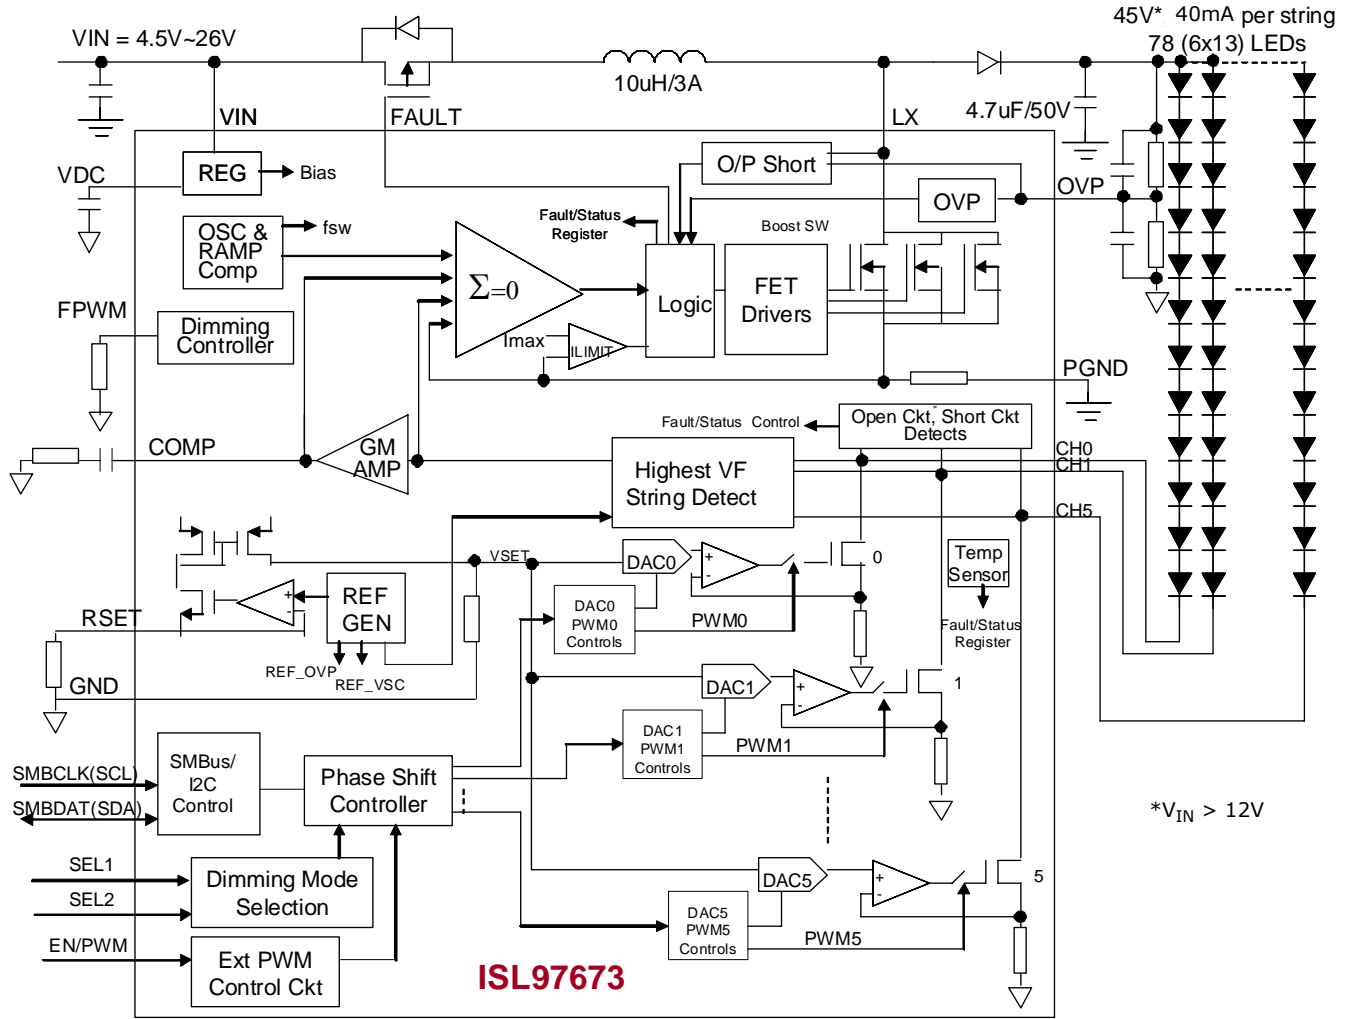 45V* 40mA per string
78 (6x13) LEDs
VIN = 4.5V~26V
10uH/3A
4.7uF/50V
VIN
FAULT
LX
O/P Short
REG
Bias
VDC
OVP
OVP
Fault/Status
Register
Boost SW
OSC &
RAMP
Comp
fsw
Σ=0
Logic
FET
Drivers
FPWM
Dimming
Controller
Imax
ILIMIT
PGND
Open Ckt, Short Ckt
Detects
Fault/Status Control
COMP
GM
AMP
Highest VF
String Detect
CH0
CH1
CH5
VSET
DAC0
+
-
0
Temp
Sensor
REF
GEN
+
-
DAC0
PWM0
Controls
PWM0
RSET
Fault/Status
Register
REF_OVP
REF_VSC
GND
DAC1
+
-
1
DAC1
PWM1
Controls
PWM1
SMBus/
I2C
Control
SMBCLK(SCL)
SMBDAT(SDA)
Phase Shift
Controller
*VIN > 12V
SEL1
SEL2
Dimming Mode
Selection
DAC5
+
-
5
DAC5
PWM5
Controls
PWM5
EN/PWM
Ext PWM
Control Ckt
ISL97673